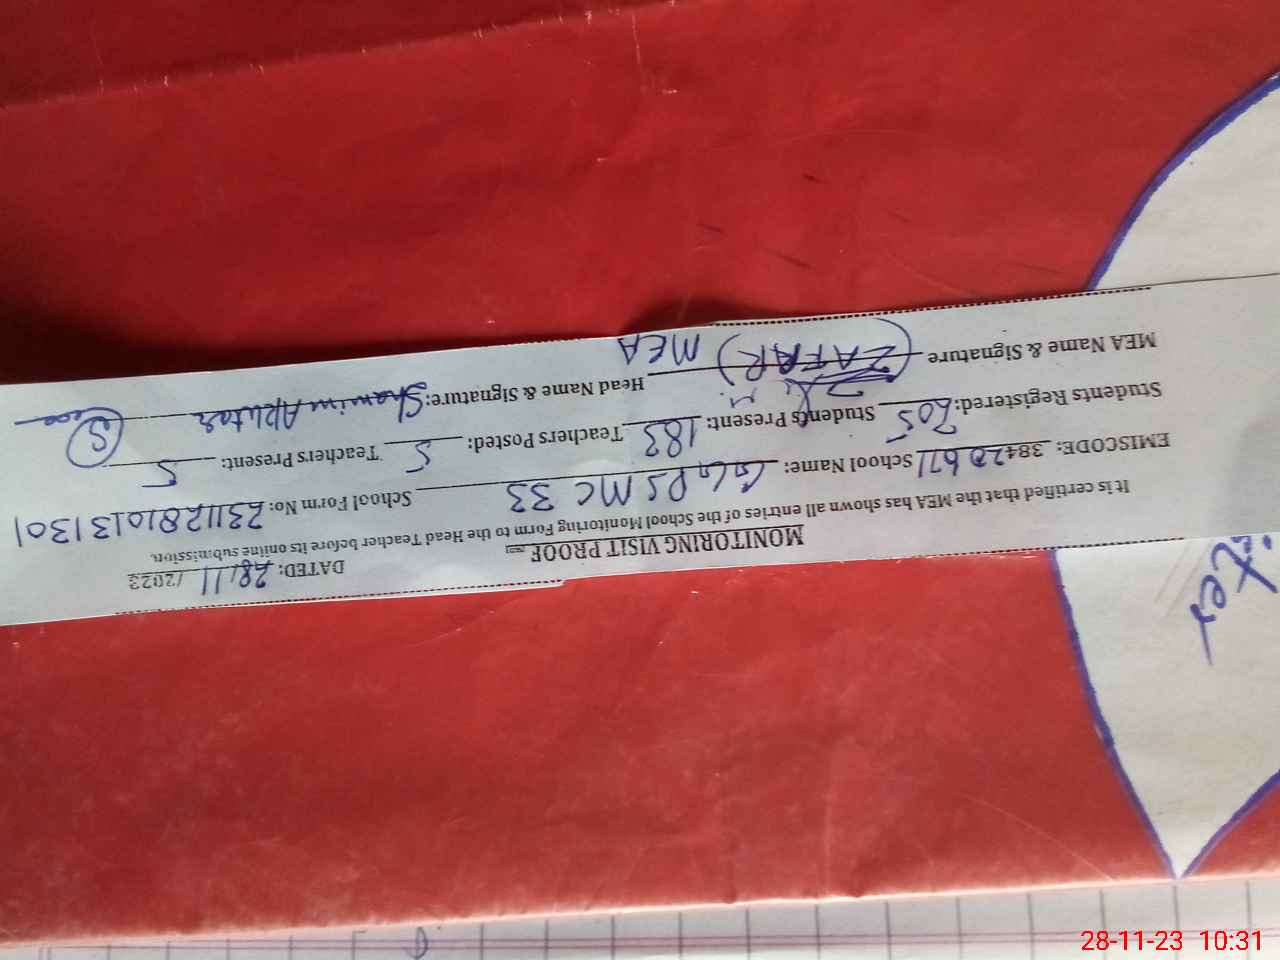 DATED: 28/11 /2023
MONITORING VISIT PROOF
It is certified that the MEA has shown all entries of the School Monitoring Form to the Head Teacher before its online submission.
EMISCODE: 38420671 School Name: GGPS MC 33 School Form No: 231128101131301
Students Registered: 205 Students Present: 183 Teachers Posted: 5 Teachers Present: 5
MEA Name & Signature (ZAFAR) MEA Head Name & Signature: Shamim Akhtar
28-11-23 10:31